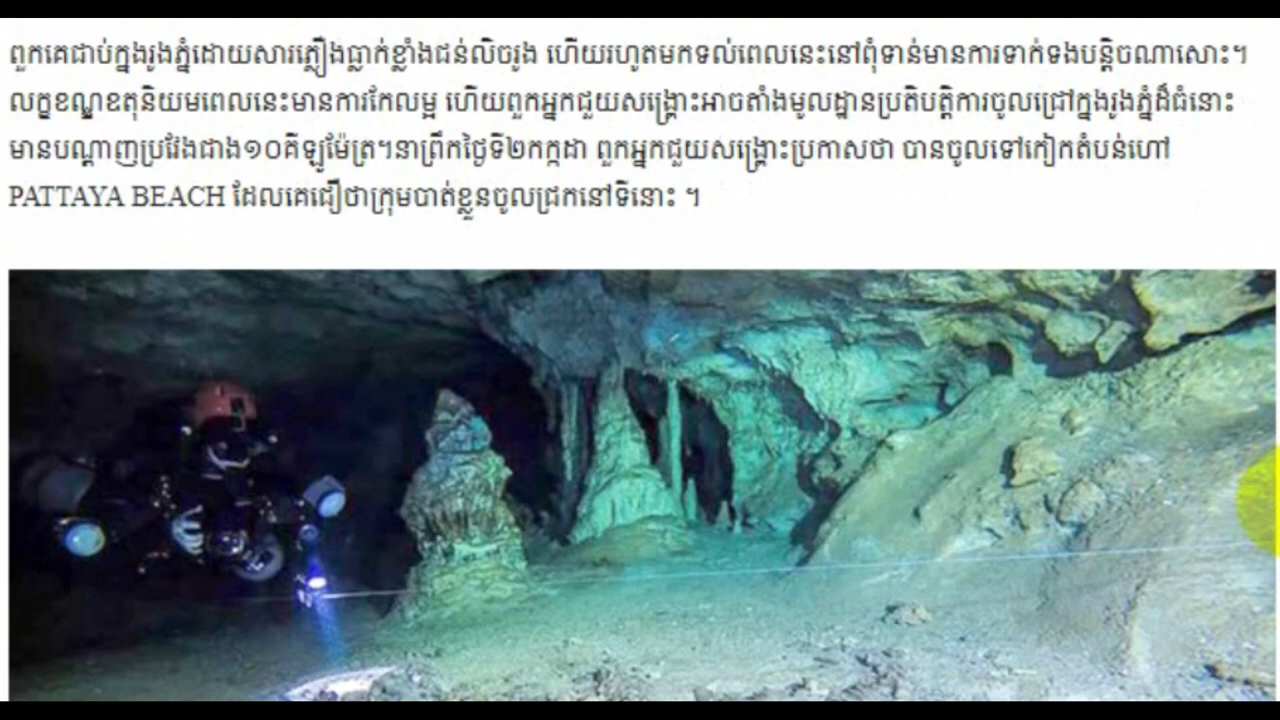 ពួកគេជាប់ក្នុងរូងភ្នំដោយសារភ្លឿងធ្លាក់ខ្លាំងជន់លិចរូង ហើយរហូតមកទល់ពេលនេះនៅពុំទាន់មានការទាក់ទងបន្តិចណាសោះ។
លក្ខខណ្ឌឧតុនិយមពេលនេះមានការកែលម្អ ហើយពួកអ្នកជួយសង្គ្រោះអាចតាំងមូលដ្ឋានប្រតិបត្តិការចូលជ្រៅក្នុងរូងភ្នំដ៏ធំនោះ
មានបណ្តាញប្រវែងជាង១០គីឡូម៉ែត្រ។នាព្រឹកថ្ងៃទី២កក្កដា ពួកអ្នកជួយសង្គ្រោះប្រកាសថា បានចូលទៅកៀកតំបន់ហៅ
PATTAYA BEACH ដែលគេជឿថាក្រុមបាត់ខ្លួនចូលជ្រកនៅទីនោះ ។